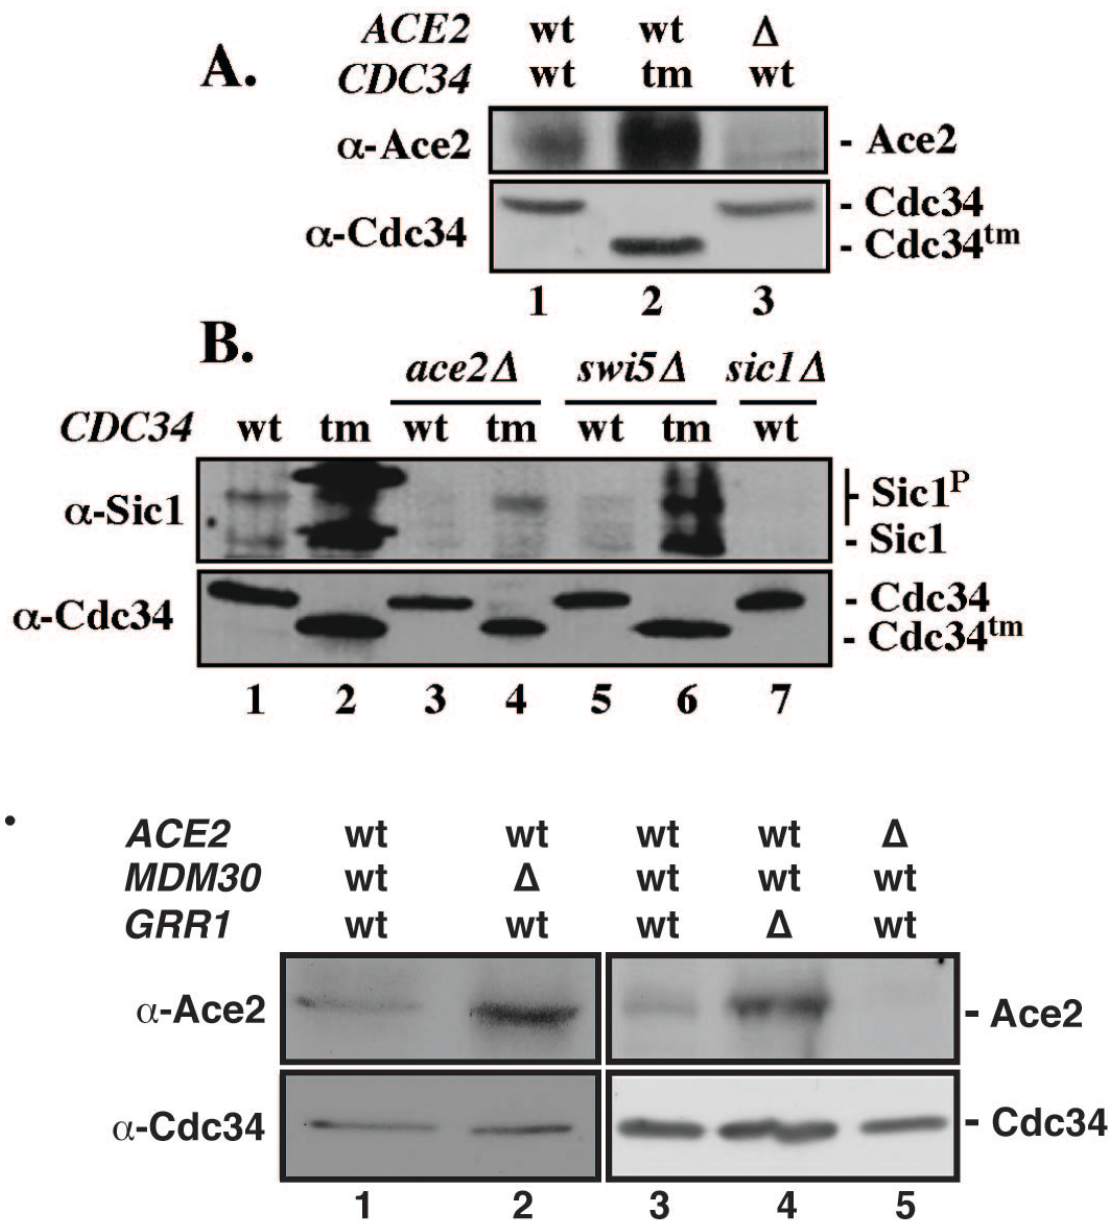 A.
ACE2 wt wt Δ
CDC34 wt tm wt
α-Ace2 - Ace2
α-Cdc34 - Cdc34
- Cdc34tm
1 2 3
B.
ace2Δ swi5Δ sic1Δ
CDC34 wt tm wt tm wt tm wt
α-Sic1 - Sic1P
- Sic1
α-Cdc34 - Cdc34
- Cdc34tm
1 2 3 4 5 6 7
ACE2 wt wt wt wt Δ
MDM30 wt Δ wt wt wt
GRR1 wt wt wt Δ wt
α-Ace2 - Ace2
α-Cdc34 - Cdc34
1 2 3 4 5